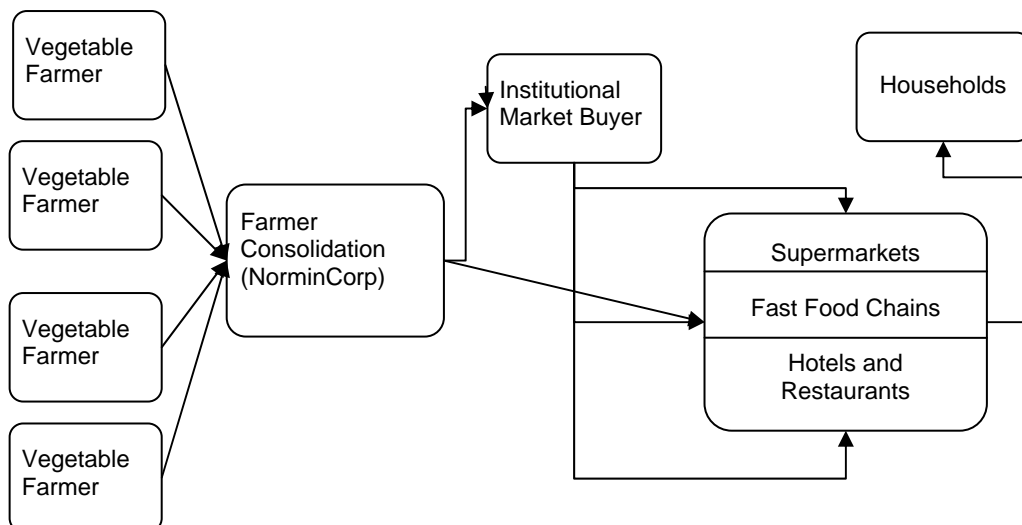 Vegetable
Farmer
Vegetable
Farmer
Vegetable
Farmer
Vegetable
Farmer
Farmer
Consolidation
(NorminCorp)
Institutional
Market Buyer
Households
Supermarkets
Fast Food Chains
Hotels and
Restaurants